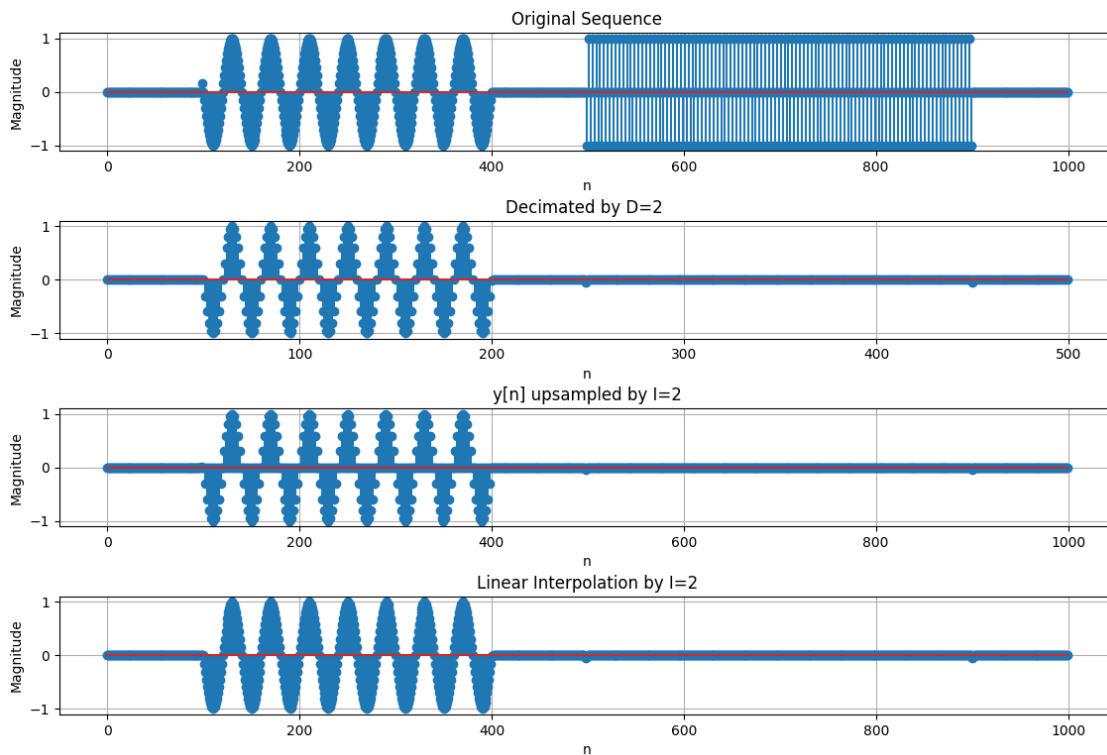 Original Sequence
Magnitude
1
0
−1
0 200 400 600 800 1000
n
Decimated by D=2
Magnitude
1
0
−1
0 100 200 300 400 500
n
y[n] upsampled by I=2
Magnitude
1
0
−1
0 200 400 600 800 1000
n
Linear Interpolation by I=2
Magnitude
1
0
−1
0 200 400 600 800 1000
n